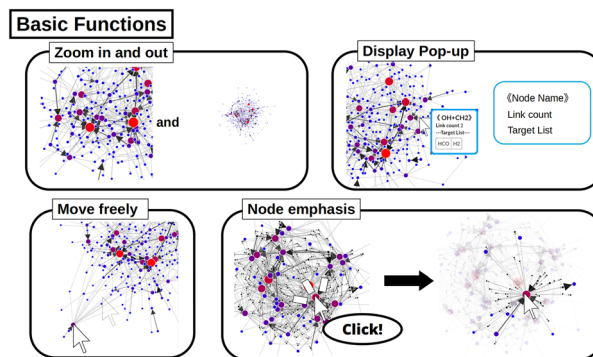 Basic Functions
Zoom in and out
and
Display Pop-up
《 OH+CH2》
Link count 2
---Target List---
HCO H2
《Node Name》
Link count
Target List
Move freely
Node emphasis
Click!